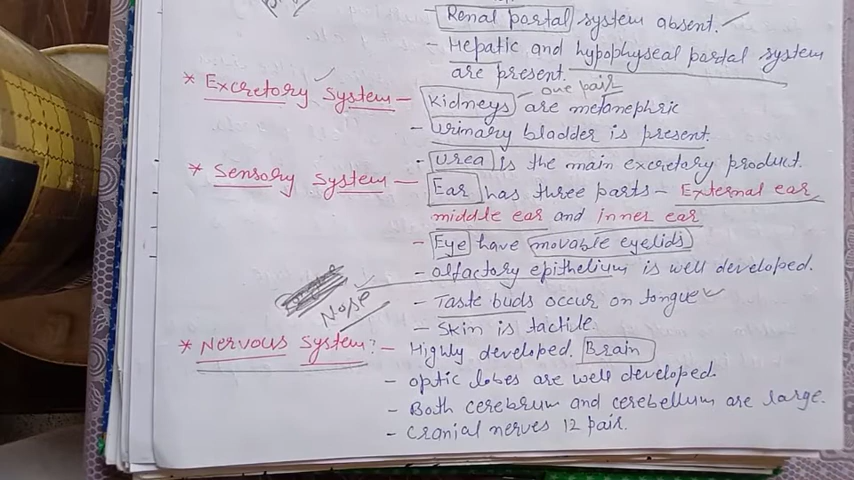 - Renal portal system absent.
- Hepatic and hypophyseal portal system
are present.
one pair
* Excretory system - Kidneys are metanephric
- Urinary bladder is present.
- Urea is the main excretary product.
* Sensory system - Ear has three parts - External ear
middle ear and inner ear
- Eye have movable eyelids
- olfactory epithelium is well developed.
Nose
- Taste buds occur on tongue
- Skin is tactile.
* Nervous system:- Highly developed. Brain
- optic lobes are well developed.
- Both cerebrum and cerebellum are large.
- Cranial nerves 12 pair.